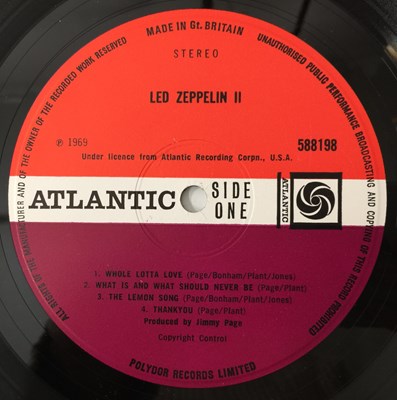 MADE IN Gt. BRITAIN
UNAUTHORISED PUBLIC PERFORMANCE BROADCASTING AND COPYING OF THIS RECORD PROHIBITED
ALL RIGHTS OF THE MANUFACTURER AND OF THE OWNER OF THE RECORDED WORK RESERVED
STEREO
LED ZEPPELIN II
℗ 1969
588198
Under licence from Atlantic Recording Corpn., U.S.A.
ATLANTIC
SIDE
ONE
ATLANTIC
1. WHOLE LOTTA LOVE (Page/Bonham/Plant/Jones)
2. WHAT IS AND WHAT SHOULD NEVER BE (Page/Plant)
3. THE LEMON SONG (Page/Bonham/Plant/Jones)
4. THANKYOU (Page/Plant)
Produced by Jimmy Page
Copyright Control
POLYDOR RECORDS LIMITED